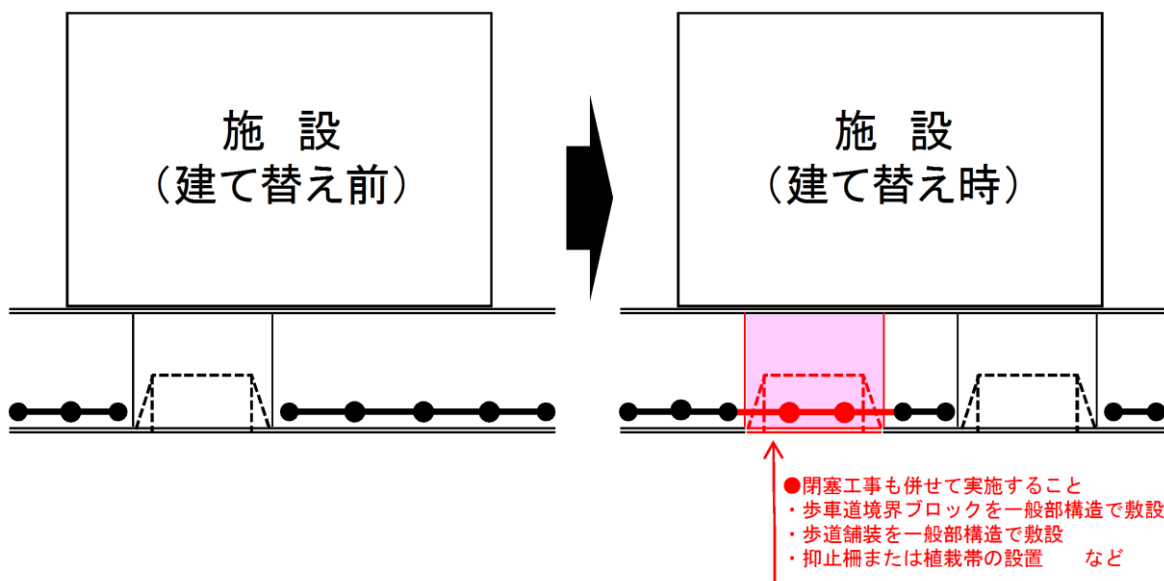 施 設
（建て替え前）
施 設
（建て替え時）
●閉塞工事も併せて実施すること
・歩車道境界ブロックを一般部構造で敷設
・歩道舗装を一般部構造で敷設
・抑止柵または植栽帯の設置　　など